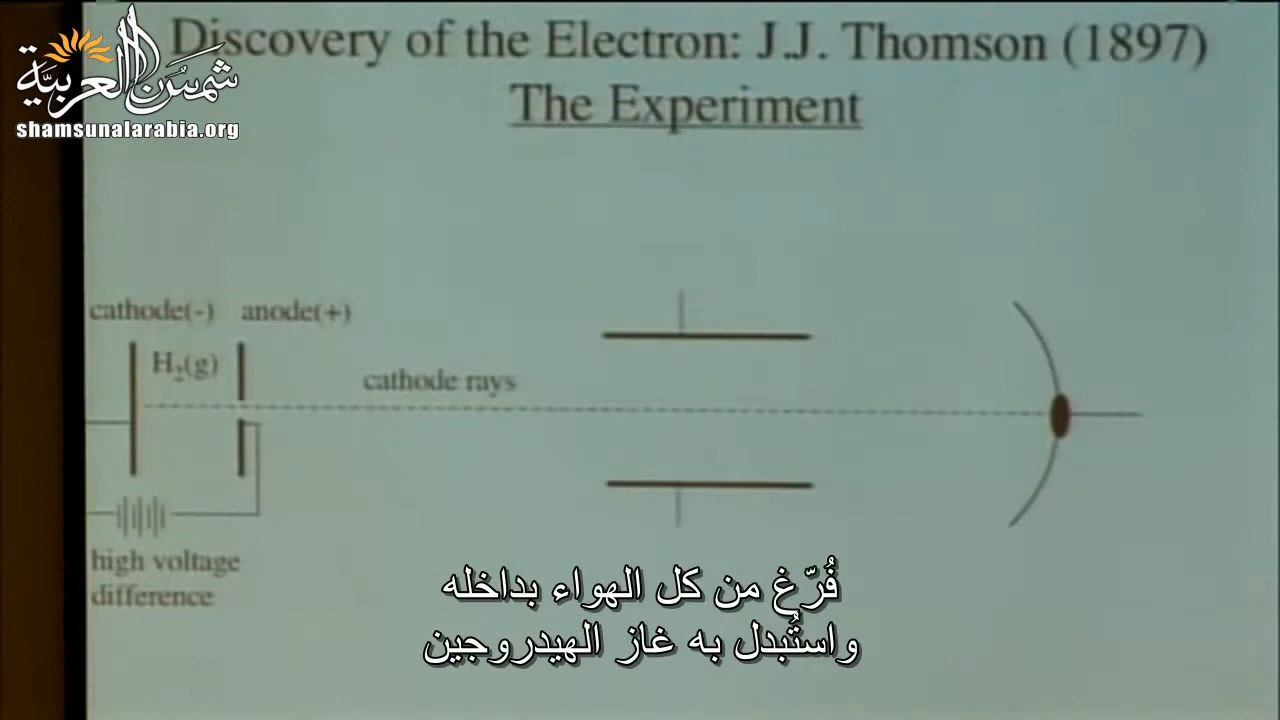 Discovery of the Electron: J.J. Thomson (1897)
The Experiment
شمس العربية
shamsunalarabia.org
cathode(-) anode(+)
H2(g)
cathode rays
high voltage
difference
فُرّغ من كل الهواء بداخله
واستُبدل به غاز الهيدروجين